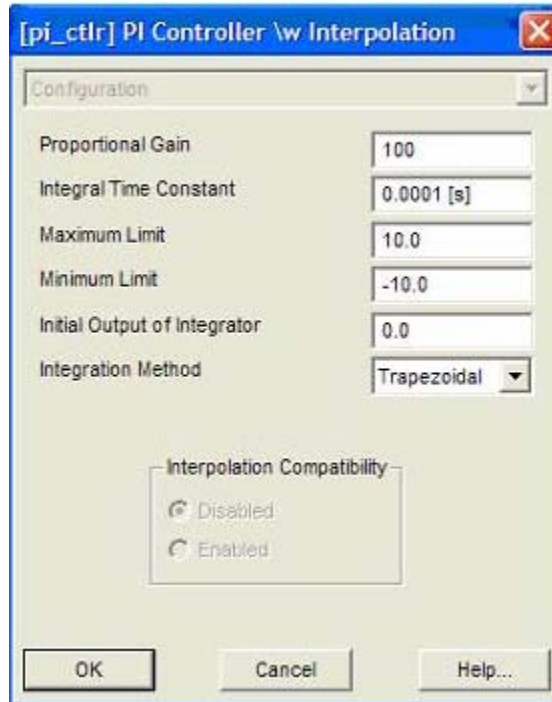 [pi_ctlr] PI Controller \w Interpolation
Configuration
Proportional Gain 100
Integral Time Constant 0.0001 [s]
Maximum Limit 10.0
Minimum Limit -10.0
Initial Output of Integrator 0.0
Integration Method Trapezoidal
Interpolation Compatibility
Disabled
Enabled
OK Cancel Help...